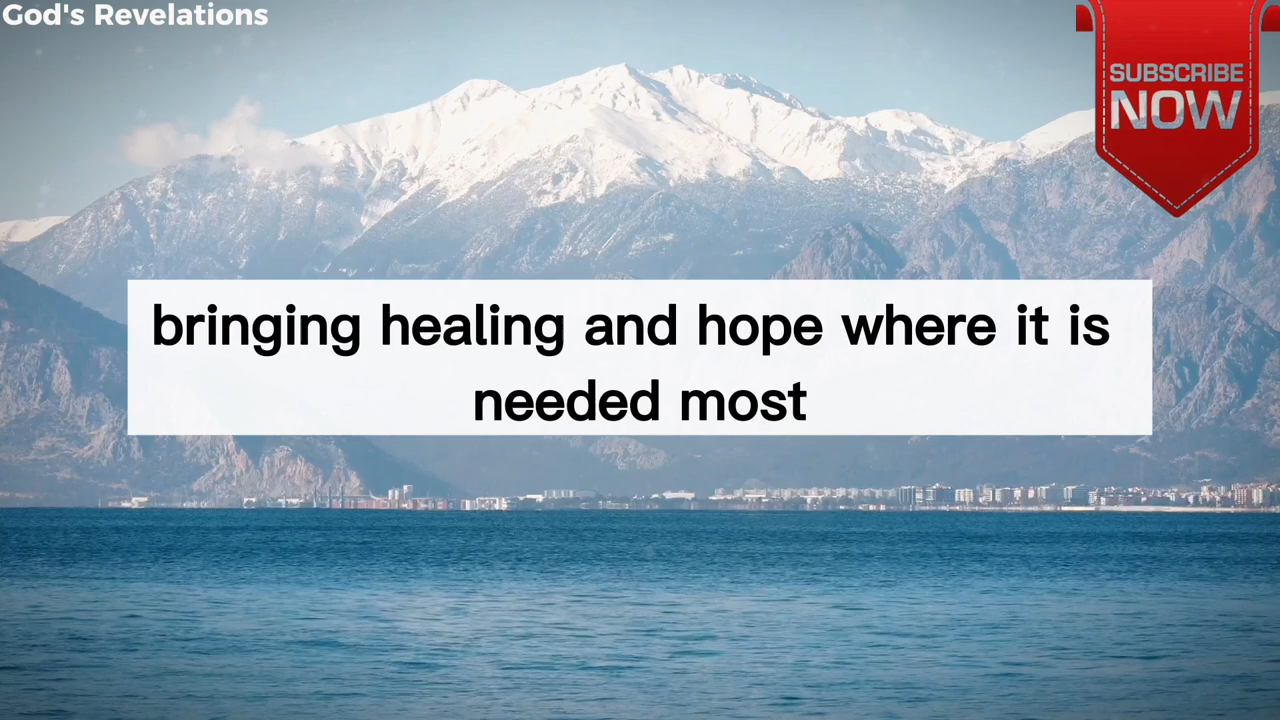 God's Revelations
SUBSCRIBE
NOW
bringing healing and hope where it is
needed most